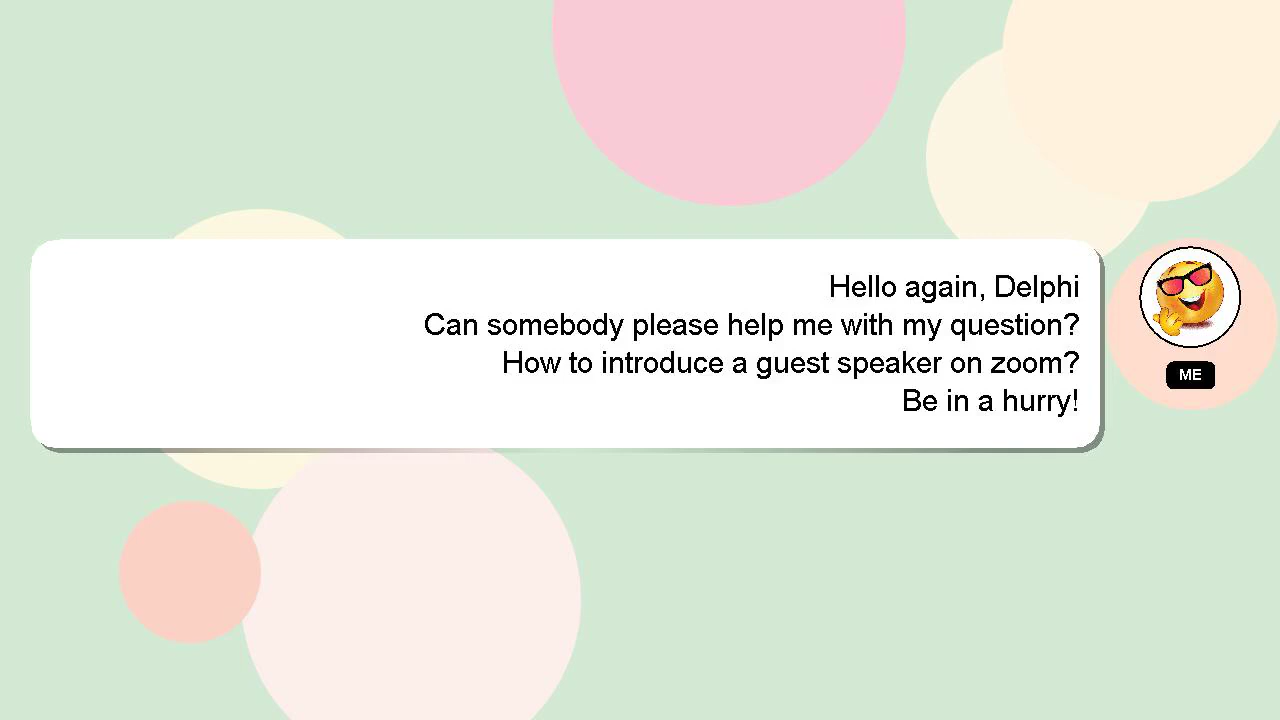 Hello again, Delphi
Can somebody please help me with my question?
How to introduce a guest speaker on zoom?
Be in a hurry!
ME